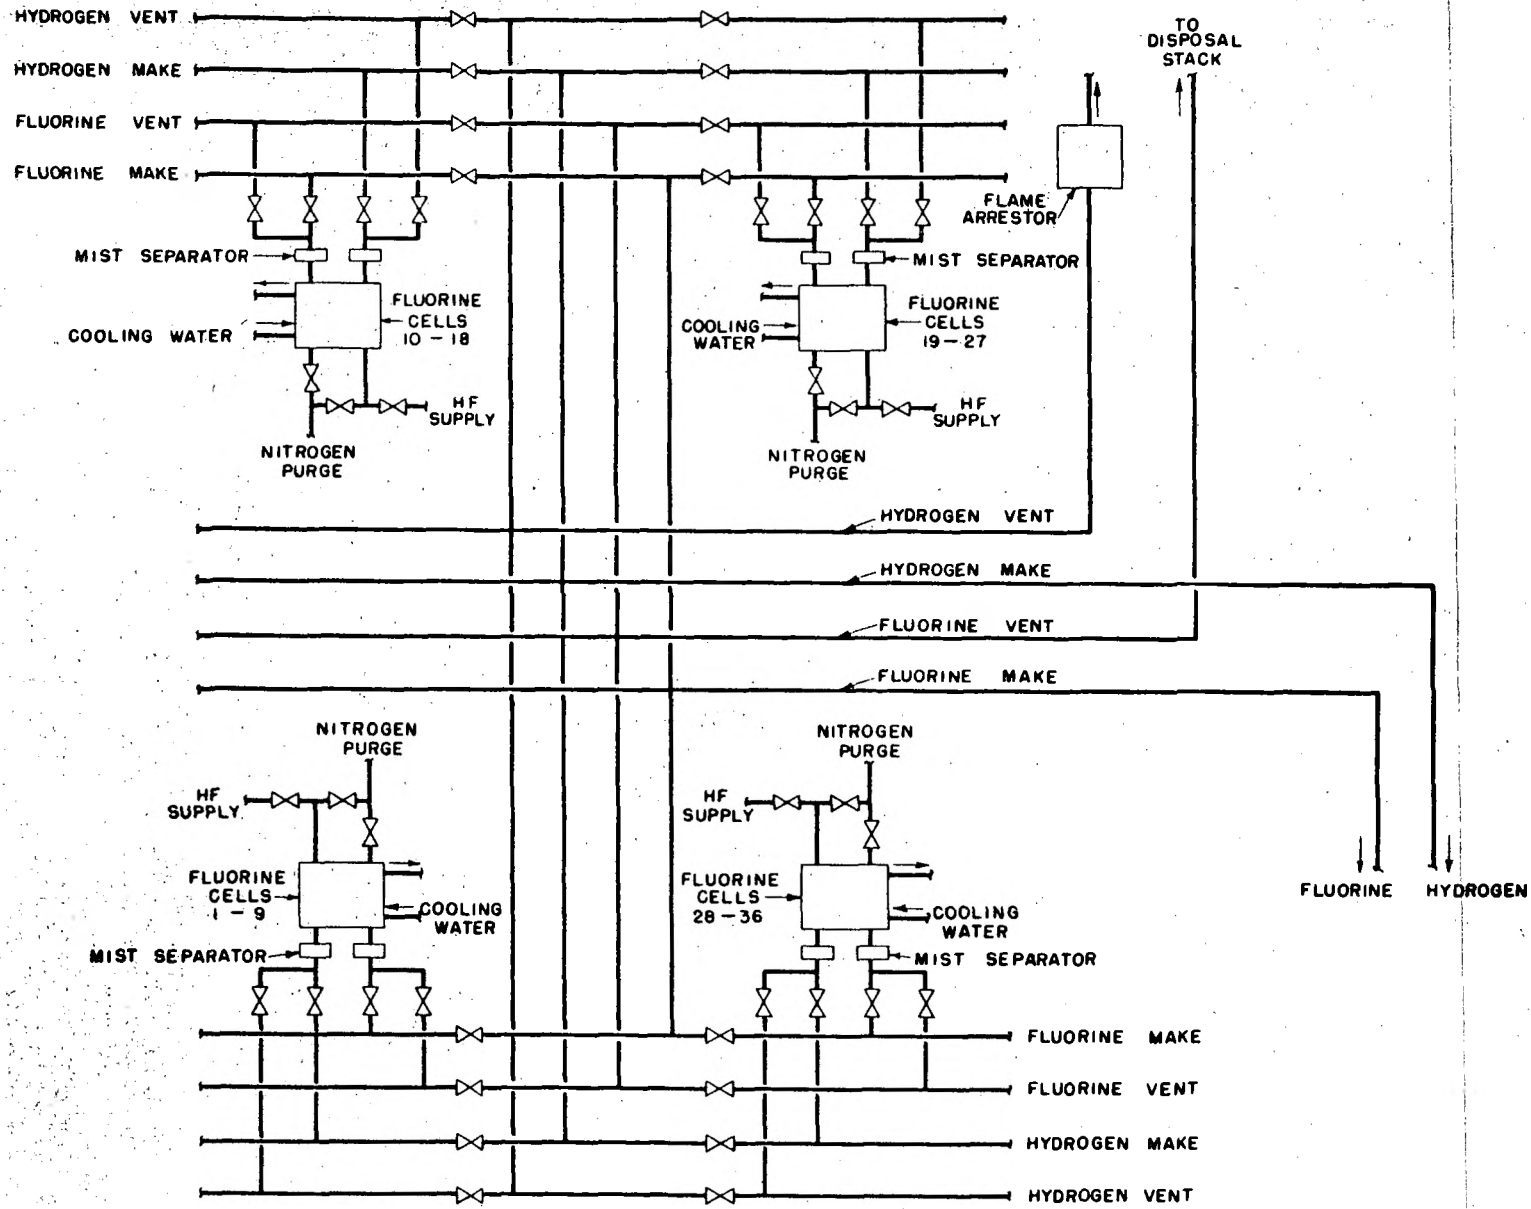 HYDROGEN VENT
HYDROGEN MAKE
FLUORINE VENT
FLUORINE MAKE
TO
DISPOSAL
STACK
FLAME
ARRESTOR
MIST SEPARATOR
FLUORINE
CELLS
10 - 18
COOLING WATER
HF
SUPPLY
NITROGEN
PURGE
MIST SEPARATOR
FLUORINE
CELLS
19 - 27
COOLING
WATER
HF
SUPPLY
NITROGEN
PURGE
HYDROGEN VENT
HYDROGEN MAKE
FLUORINE VENT
FLUORINE MAKE
NITROGEN
PURGE
HF
SUPPLY
FLUORINE
CELLS
1 - 9
COOLING
WATER
MIST SEPARATOR
NITROGEN
PURGE
HF
SUPPLY
FLUORINE
CELLS
28 - 36
COOLING
WATER
MIST SEPARATOR
FLUORINE
HYDROGEN
FLUORINE MAKE
FLUORINE VENT
HYDROGEN MAKE
HYDROGEN VENT